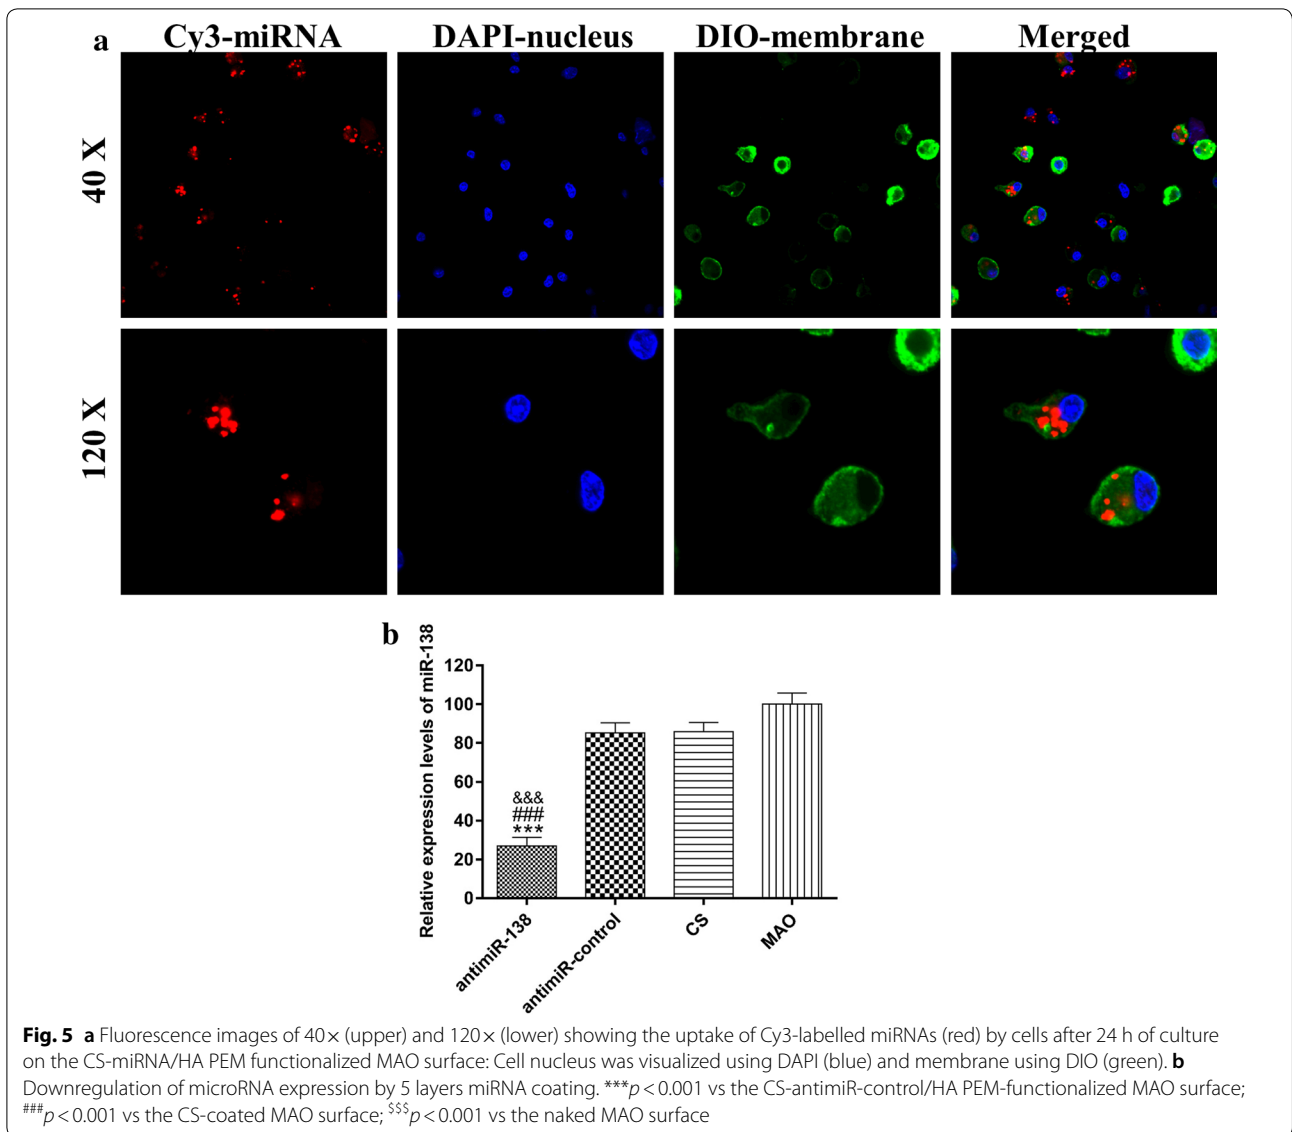 a
Cy3-miRNA DAPI-nucleus DIO-membrane Merged
40 X
120 X
b
Relative expression levels of miR-138
120
100
80
60
40
20
0
&&&
###
***
antimiR-138
antimiR-control
CS
MAO
Fig. 5 a Fluorescence images of 40× (upper) and 120× (lower) showing the uptake of Cy3-labelled miRNAs (red) by cells after 24 h of culture
on the CS-miRNA/HA PEM functionalized MAO surface: Cell nucleus was visualized using DAPI (blue) and membrane using DIO (green). b
Downregulation of microRNA expression by 5 layers miRNA coating. ***p < 0.001 vs the CS-antimiR-control/HA PEM-functionalized MAO surface;
###p < 0.001 vs the CS-coated MAO surface; $$$p < 0.001 vs the naked MAO surface